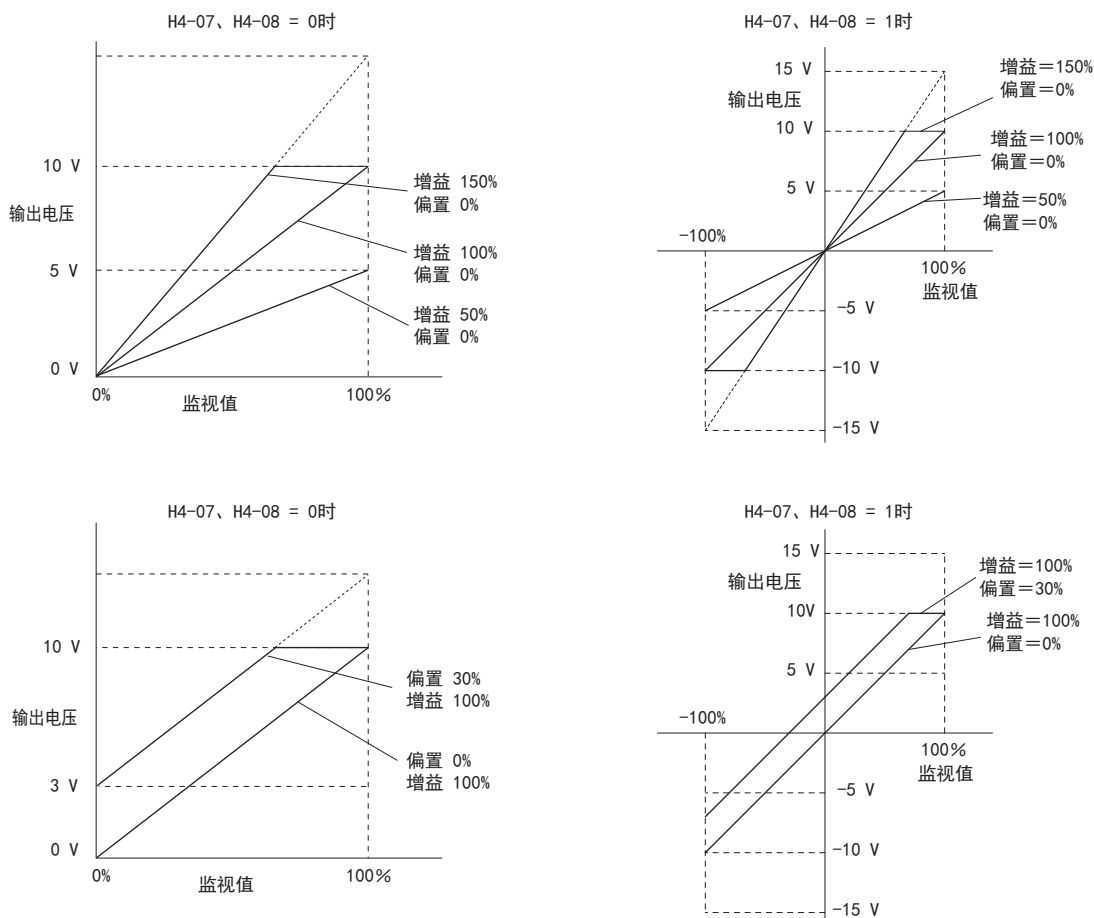 H4-07、H4-08 = 0时
10 V
输出电压
5 V
0 V
0%
100%
监视值
增益 150%
偏置 0%
增益 100%
偏置 0%
增益 50%
偏置 0%
H4-07、H4-08 = 1时
15 V
输出电压
10 V
5 V
-100%
100%
监视值
-5 V
-10 V
-15 V
增益=150%
偏置=0%
增益=100%
偏置=0%
增益=50%
偏置=0%
H4-07、H4-08 = 0时
10 V
输出电压
3 V
0 V
0%
100%
监视值
偏置 30%
增益 100%
偏置 0%
增益 100%
H4-07、H4-08 = 1时
15 V
输出电压
10V
5 V
-100%
100%
监视值
-5 V
-10 V
-15 V
增益=100%
偏置=30%
增益=100%
偏置=0%